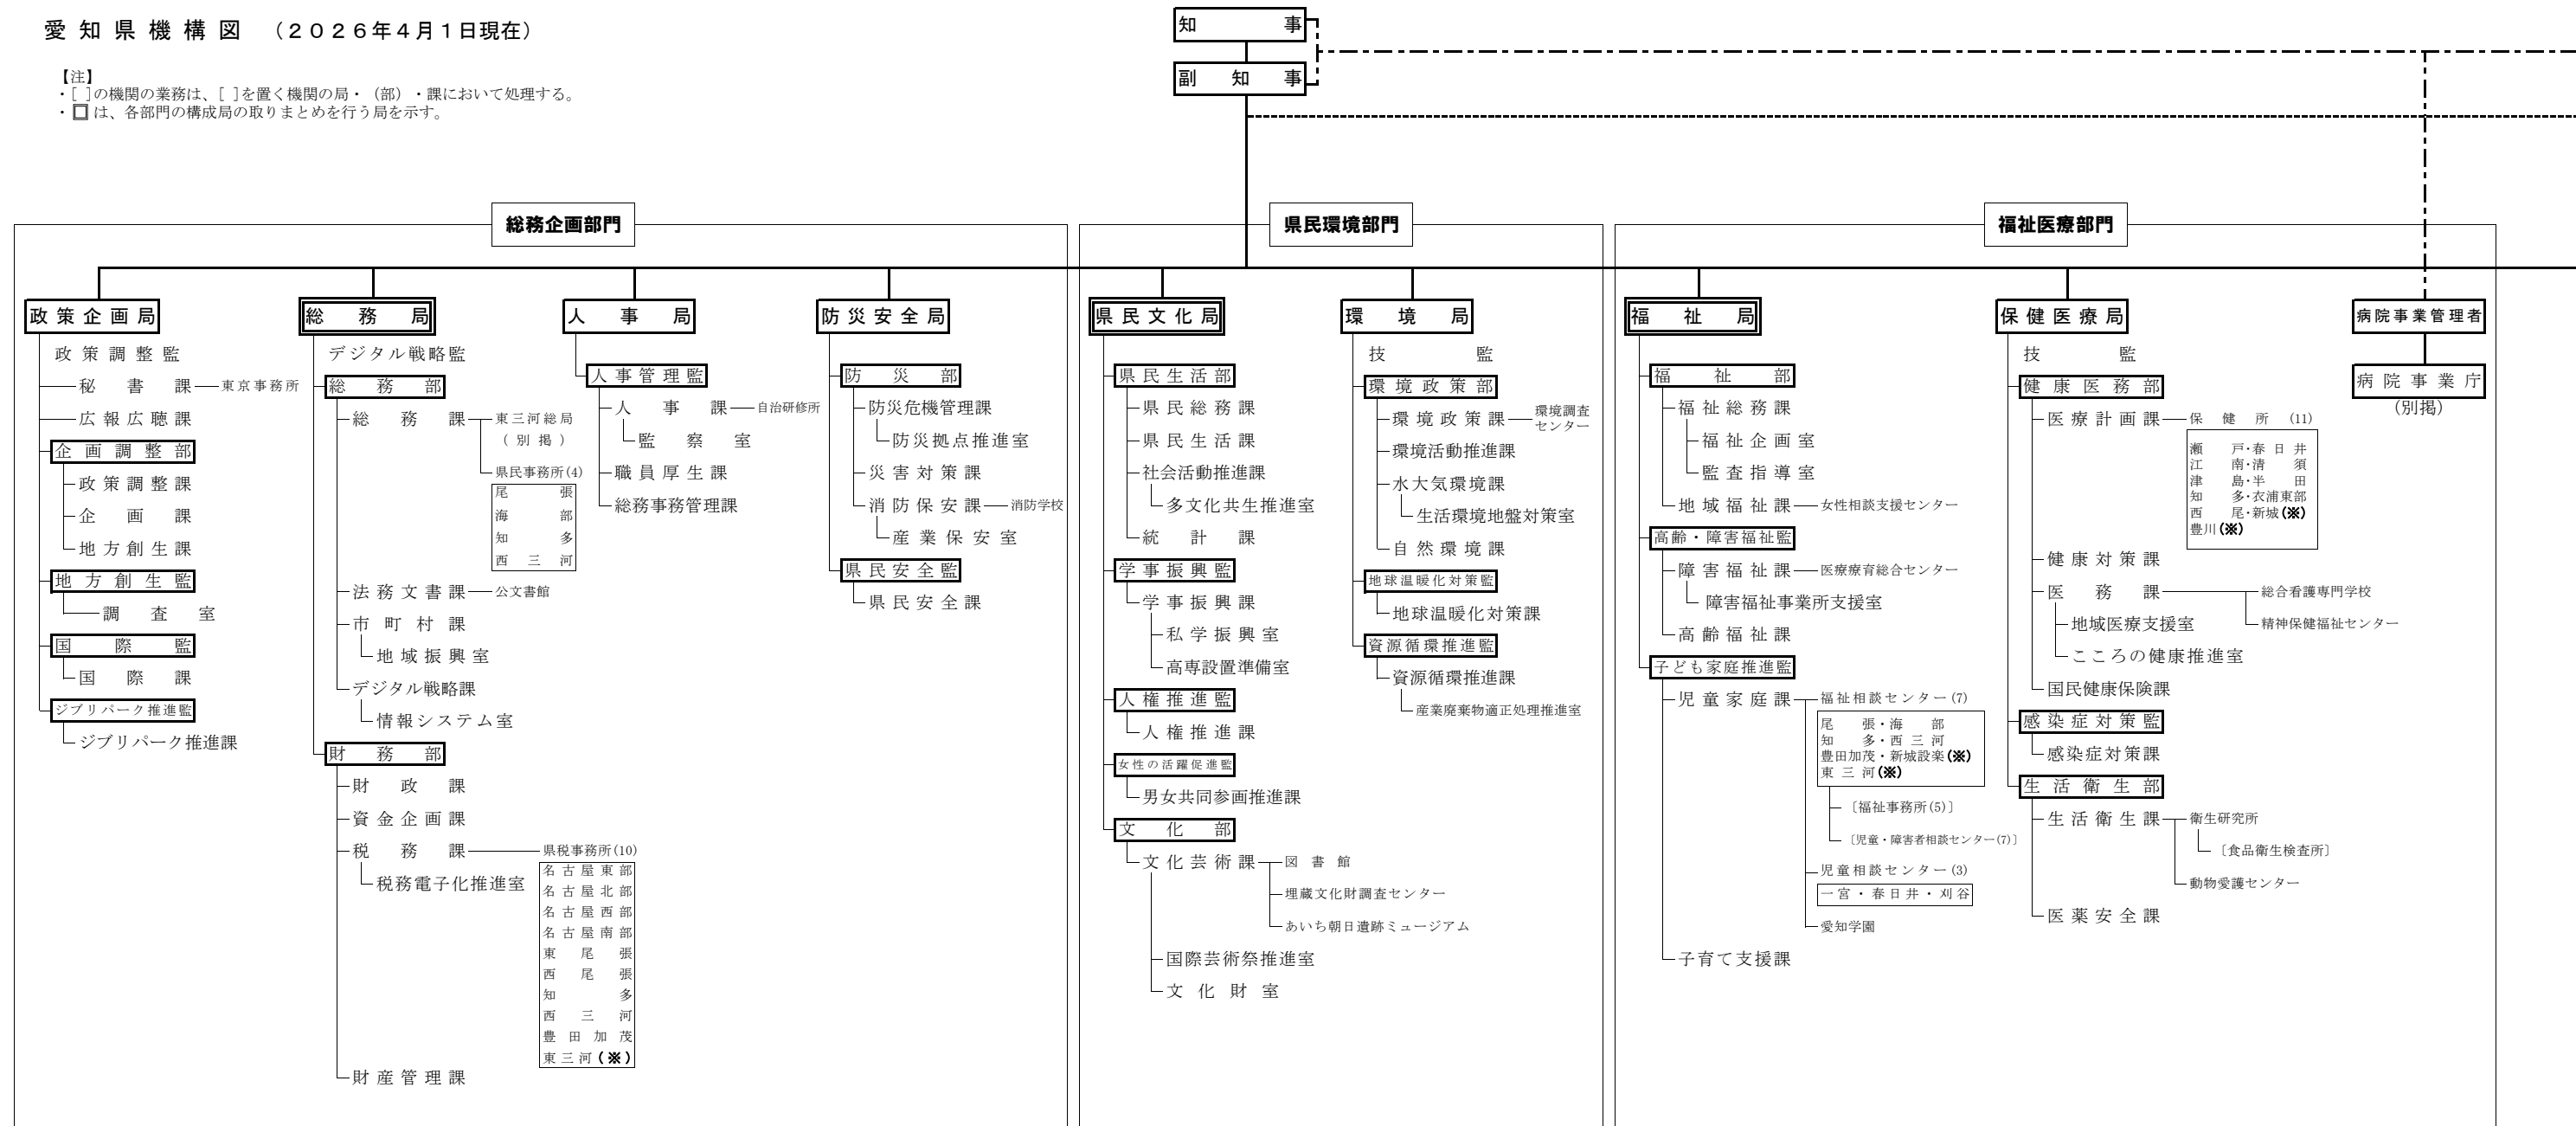 愛知県機構図 （２０２６年４月１日現在）
【注】
・[ ]の機関の業務は、[ ]を置く機関の局・（部）・課において処理する。
・ は、各部門の構成局の取りまとめを行う局を示す。
知事
副知事
総務企画部門
政策企画局
政策調整監
秘書課 東京事務所
広報広聴課
企画調整部
政策調整課
企画課
地方創生課
地方創生監
調査室
国際監
国際課
ジブリパーク推進監
ジブリパーク推進課
総務局
デジタル戦略監
総務部
総務課 東三河総局
(別掲)
県民事務所(4)
尾張
海部
知多
西三河
法務文書課 公文書館
市町村課
地域振興室
デジタル戦略課
情報システム室
財務部
財政課
資金企画課
税務課 県税事務所(10)
税務電子化推進室
名古屋東部
名古屋北部
名古屋西部
名古屋南部
東尾張
西尾張
知多
西三河
豊田加茂
東三河(※)
財産管理課
人事局
人事管理監
人事課 自治研修所
監察室
職員厚生課
総務事務管理課
防災安全局
防災部
防災危機管理課
防災拠点推進室
災害対策課
消防保安課 消防学校
産業保安室
県民安全監
県民安全課
県民環境部門
県民文化局
県民生活部
県民総務課
県民生活課
社会活動推進課
多文化共生推進室
統計課
学事振興監
学事振興課
私学振興室
高専設置準備室
人権推進監
人権推進課
女性の活躍促進監
男女共同参画推進課
文化部
文化芸術課 図書館
埋蔵文化財調査センター
あいち朝日遺跡ミュージアム
国際芸術祭推進室
文化財室
環境局
技監
環境政策部
環境政策課 環境調査
センター
環境活動推進課
水大気環境課
生活環境地盤対策室
自然環境課
地球温暖化対策監
地球温暖化対策課
資源循環推進監
資源循環推進課
産業廃棄物適正処理推進室
福祉医療部門
福祉局
福祉部
福祉総務課
福祉企画室
監査指導室
地域福祉課 女性相談支援センター
高齢・障害福祉監
障害福祉課 医療療育総合センター
障害福祉事業所支援室
高齢福祉課
子ども家庭推進監
児童家庭課 福祉相談センター(7)
尾張・海部
知多・西三河
豊田加茂・新城設楽(※)
東三河(※)
〔福祉事務所(5)〕
〔児童・障害者相談センター(7)〕
児童相談センター(3)
一宮・春日井・刈谷
愛知学園
子育て支援課
保健医療局
技監
健康医務部
医療計画課 保健所 (11)
瀬戸・春日井
江南・清須
津島・半田
知多・衣浦東部
西尾・新城(※)
豊川(※)
健康対策課
医務課 総合看護専門学校
地域医療支援室 精神保健福祉センター
こころの健康推進室
国民健康保険課
感染症対策監
感染症対策課
生活衛生部
生活衛生課 衛生研究所
〔食品衛生検査所〕
動物愛護センター
医薬安全課
病院事業管理者
病院事業庁
(別掲)